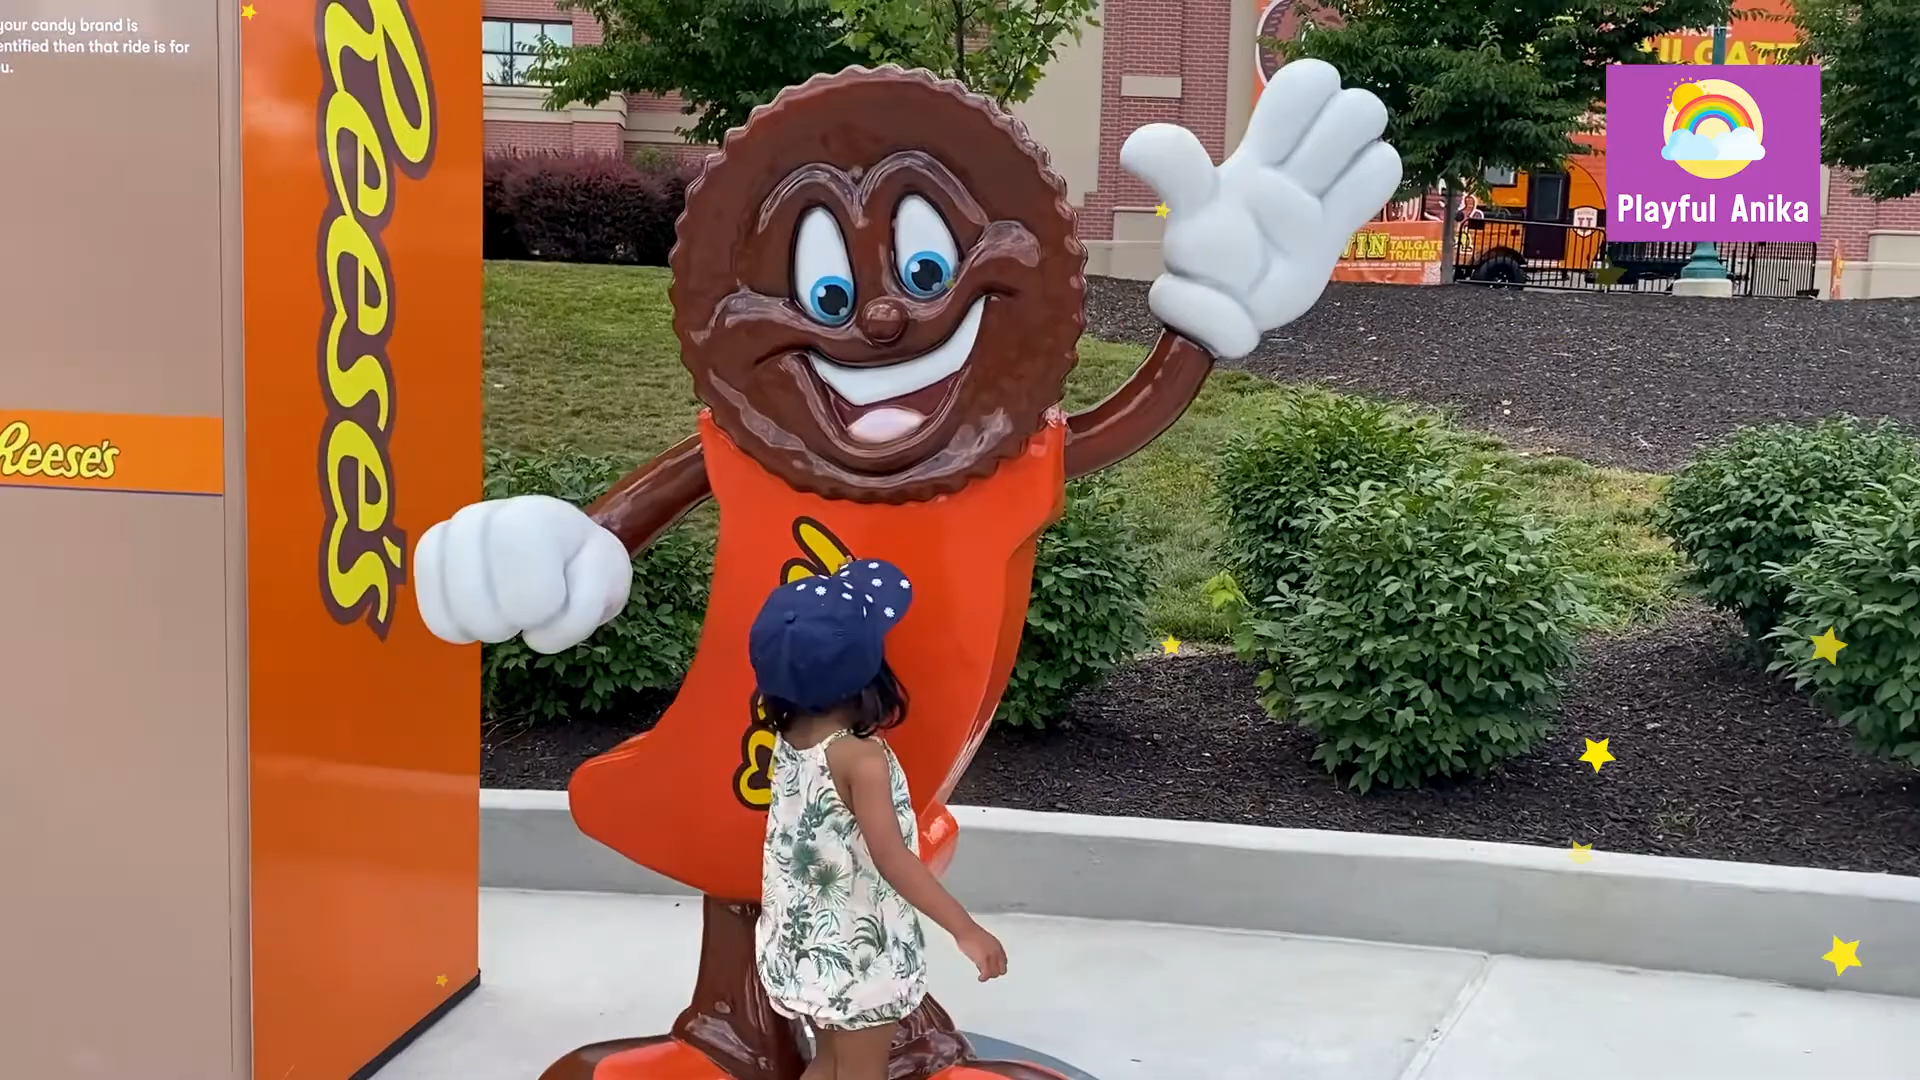 your candy brand is
entified then that ride is for
u.
Reese's
Reese's
Playful Anika
TAILGATE
TRAILER